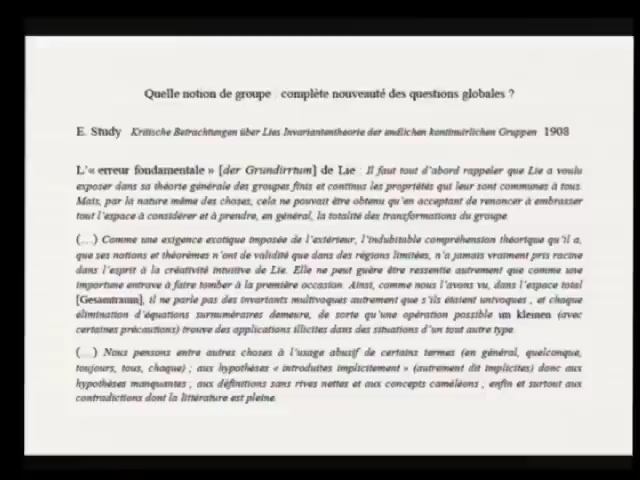 Quelle notion de groupe : complète nouveauté des questions globales ?
E. Study Kritische Betrachtungen über Lies Invariantentheorie der endlichen kontinuirlichen Gruppen 1908
L'« erreur fondamentale » [der Grundirrtum] de Lie : Il faut tout d'abord rappeler que Lie a voulu
exposer dans sa théorie générale des groupes finis et continus les propriétés qui leur sont communes à tous.
Mais, par la nature même des choses, cela ne pouvait être obtenu qu'en acceptant de renoncer à embrasser
tout l'espace à considérer et à prendre, en général, la totalité des transformations du groupe.
(…) Comme une exigence exotique imposée de l'extérieur, l'indubitable compréhension théorique qu'il a,
que ses notions et théorèmes n'ont de validité que dans des régions limitées, n'a jamais vraiment pris racine
dans l'esprit à la créativité intuitive de Lie. Elle ne peut guère être ressentie autrement que comme une
importune entrave à faire tomber à la première occasion. Ainsi, comme nous l'avons vu, dans l'espace total
[Gesamtraum], il ne parle pas des invariants multivoques autrement que s'ils étaient univoques ; et chaque
élimination d'équations surnuméraires demeure, de sorte qu'une opération possible im kleinen (avec
certaines précautions) trouve des applications illicites dans des situations d'un tout autre type.
(…) Nous pensons entre autres choses à l'usage abusif de certains termes (en général, quelconque,
toujours, tous, chaque) ; aux hypothèses « introduites implicitement » (autrement dit implicites) donc aux
hypothèses manquantes ; aux définitions sans rives nettes et aux concepts caméléons ; enfin et surtout aux
contradictions dont la littérature est pleine.